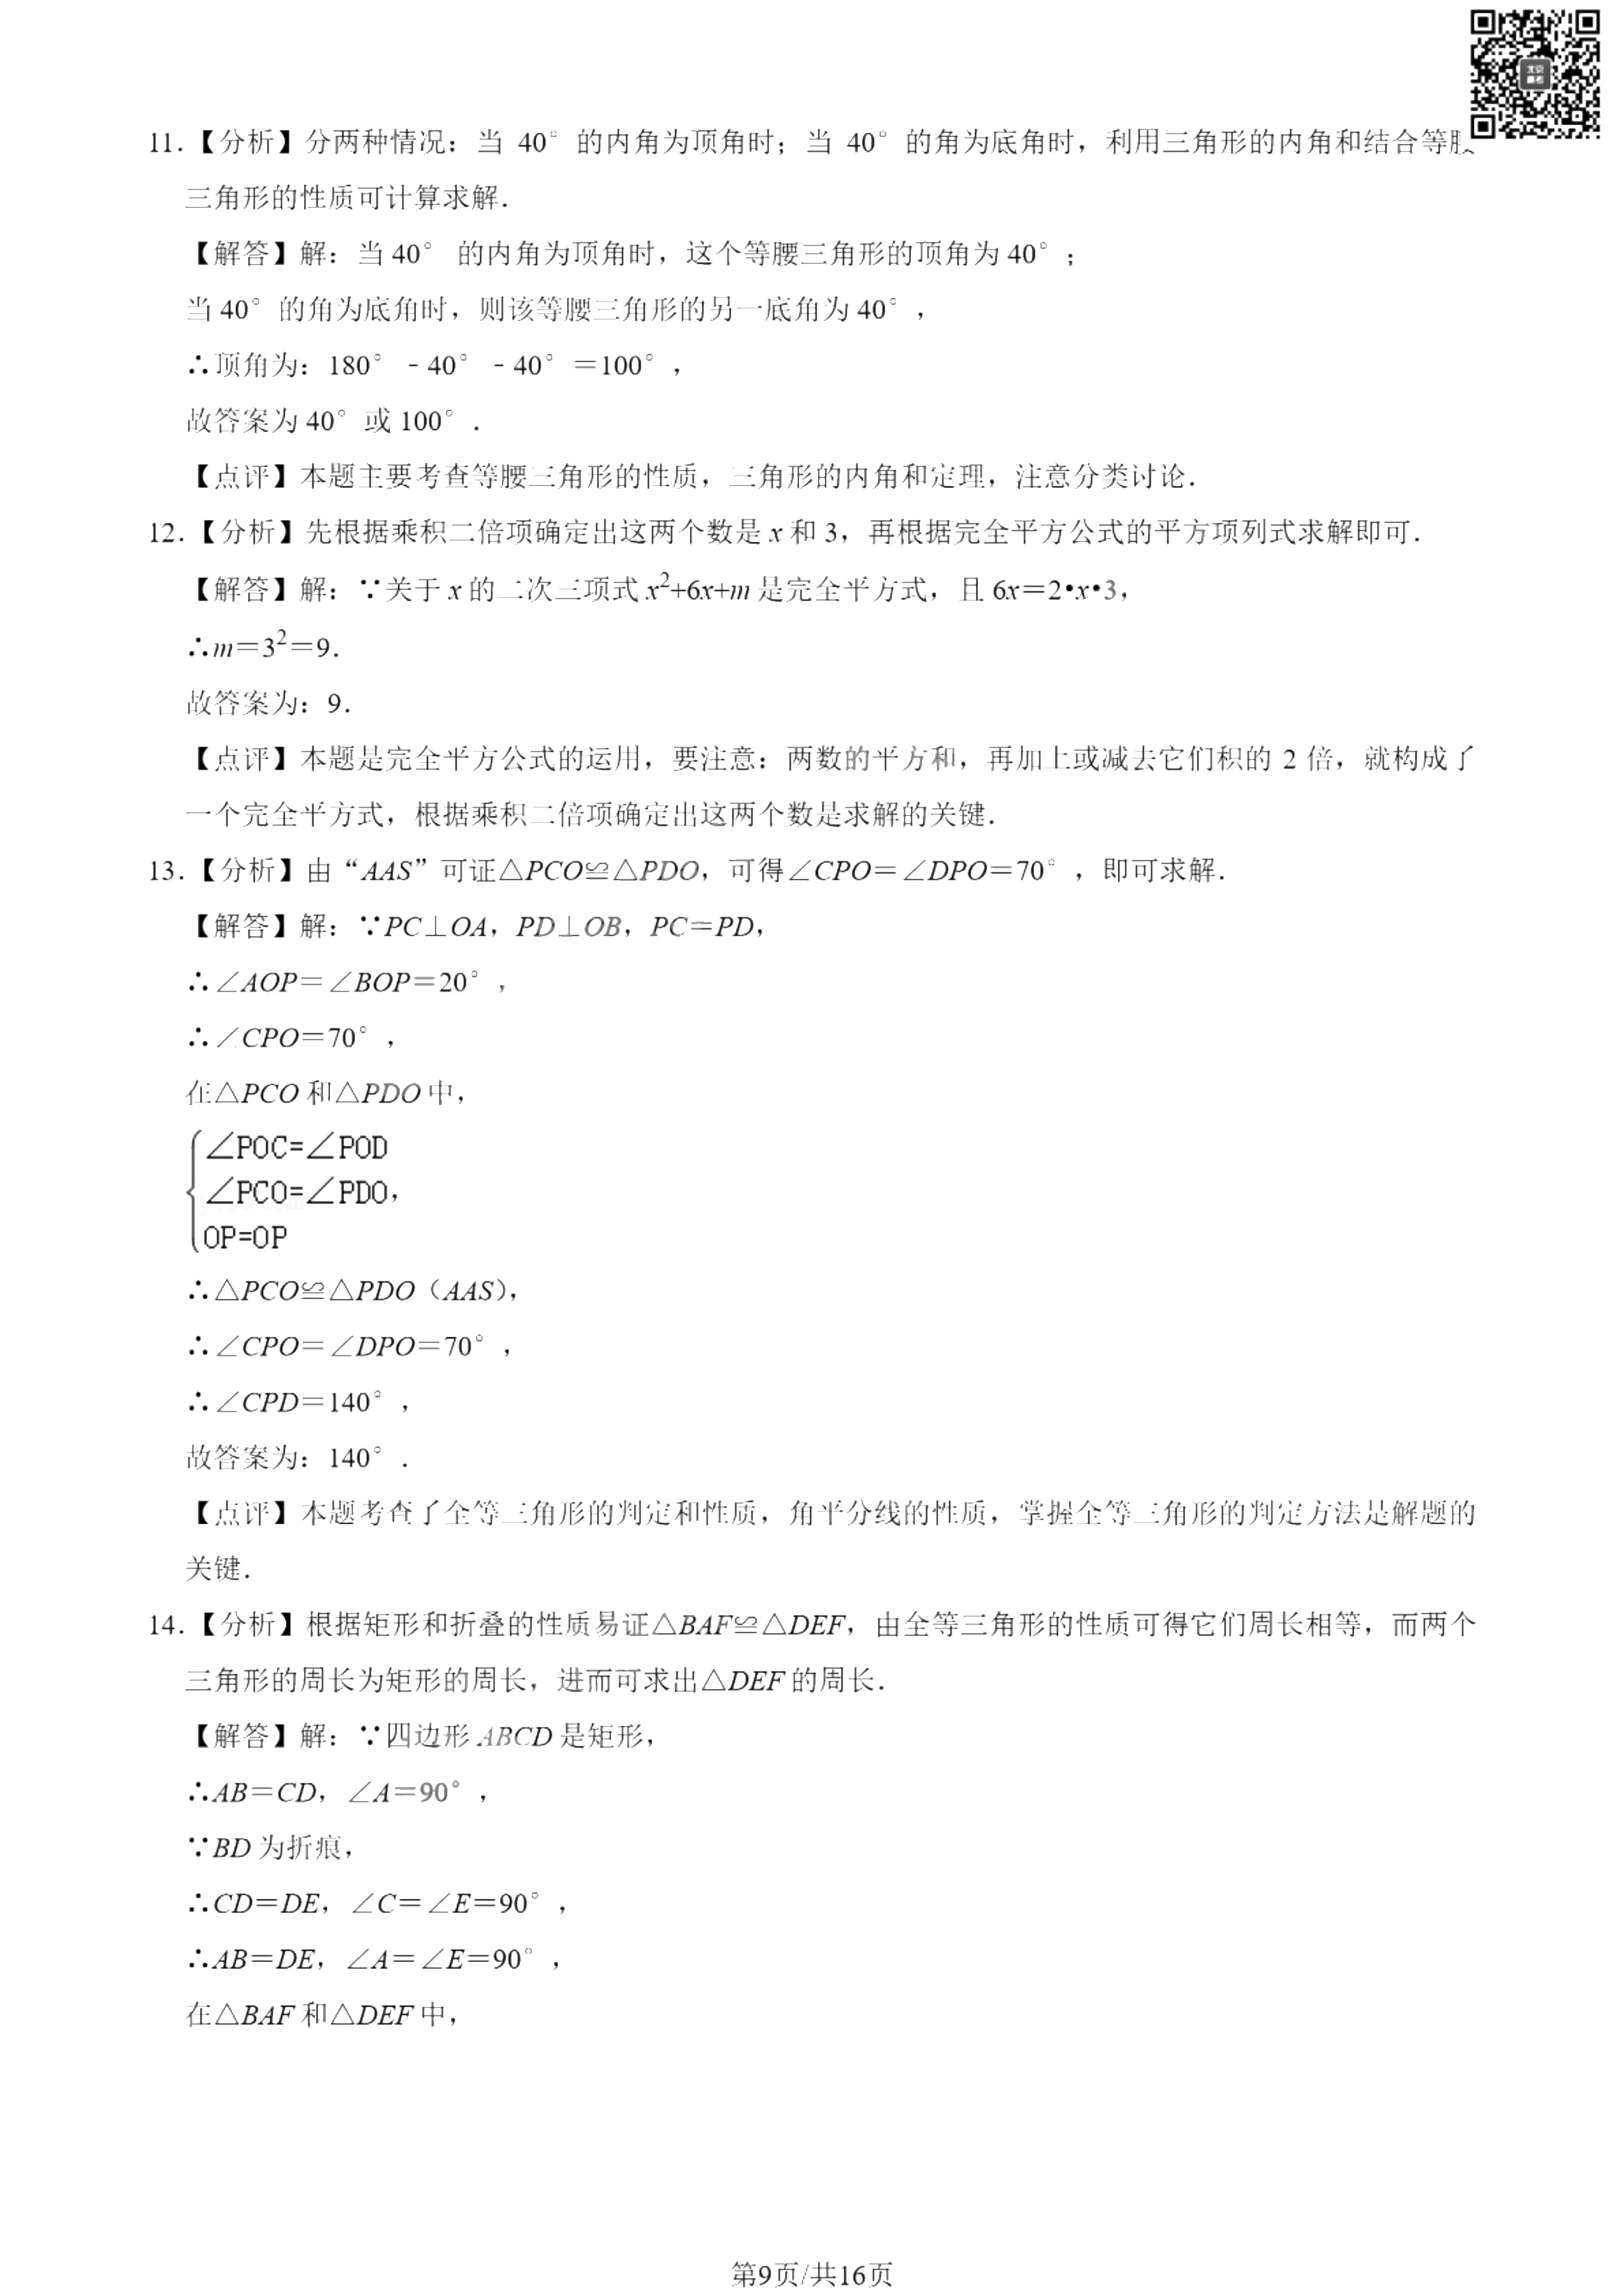 11.【分析】分两种情况：当 40° 的内角为顶角时；当 40° 的角为底角时，利用三角形的内角和结合等
三角形的性质可计算求解．
【解答】解：当 40° 的内角为顶角时，这个等腰三角形的顶角为 40°；
当 40° 的角为底角时，则该等腰三角形的另一底角为 40°，
∴顶角为：180° ﹣40° ﹣40° ＝100°，
故答案为 40° 或 100°．
【点评】本题主要考查等腰三角形的性质，三角形的内角和定理，注意分类讨论．
12.【分析】先根据乘积二倍项确定出这两个数是 x 和 3，再根据完全平方公式的平方项列式求解即可．
【解答】解：∵关于 x 的二次三项式 x²+6x+m 是完全平方式，且 6x＝2•x•3，
∴m＝3²＝9．
故答案为：9．
【点评】本题是完全平方公式的运用，要注意：两数的平方和，再加上或减去它们积的 2 倍，就构成了
一个完全平方式，根据乘积二倍项确定出这两个数是求解的关键．
13.【分析】由“AAS”可证△PCO≌△PDO，可得∠CPO＝∠DPO＝70°，即可求解．
【解答】解：∵PC⊥OA，PD⊥OB，PC＝PD，
∴∠AOP＝∠BOP＝20°，
∴∠CPO＝70°，
在△PCO 和△PDO 中，
∠POC=∠POD
∠PCO=∠PDO，
OP=OP
∴△PCO≌△PDO（AAS），
∴∠CPO＝∠DPO＝70°，
∴∠CPD＝140°，
故答案为：140°．
【点评】本题考查了全等三角形的判定和性质，角平分线的性质，掌握全等三角形的判定方法是解题的
关键．
14.【分析】根据矩形和折叠的性质易证△BAF≌△DEF，由全等三角形的性质可得它们周长相等，而两个
三角形的周长为矩形的周长，进而可求出△DEF 的周长．
【解答】解：∵四边形 ABCD 是矩形，
∴AB＝CD，∠A＝90°，
∵BD 为折痕，
∴CD＝DE，∠C＝∠E＝90°，
∴AB＝DE，∠A＝∠E＝90°，
在△BAF 和△DEF 中，
第9页/共16页